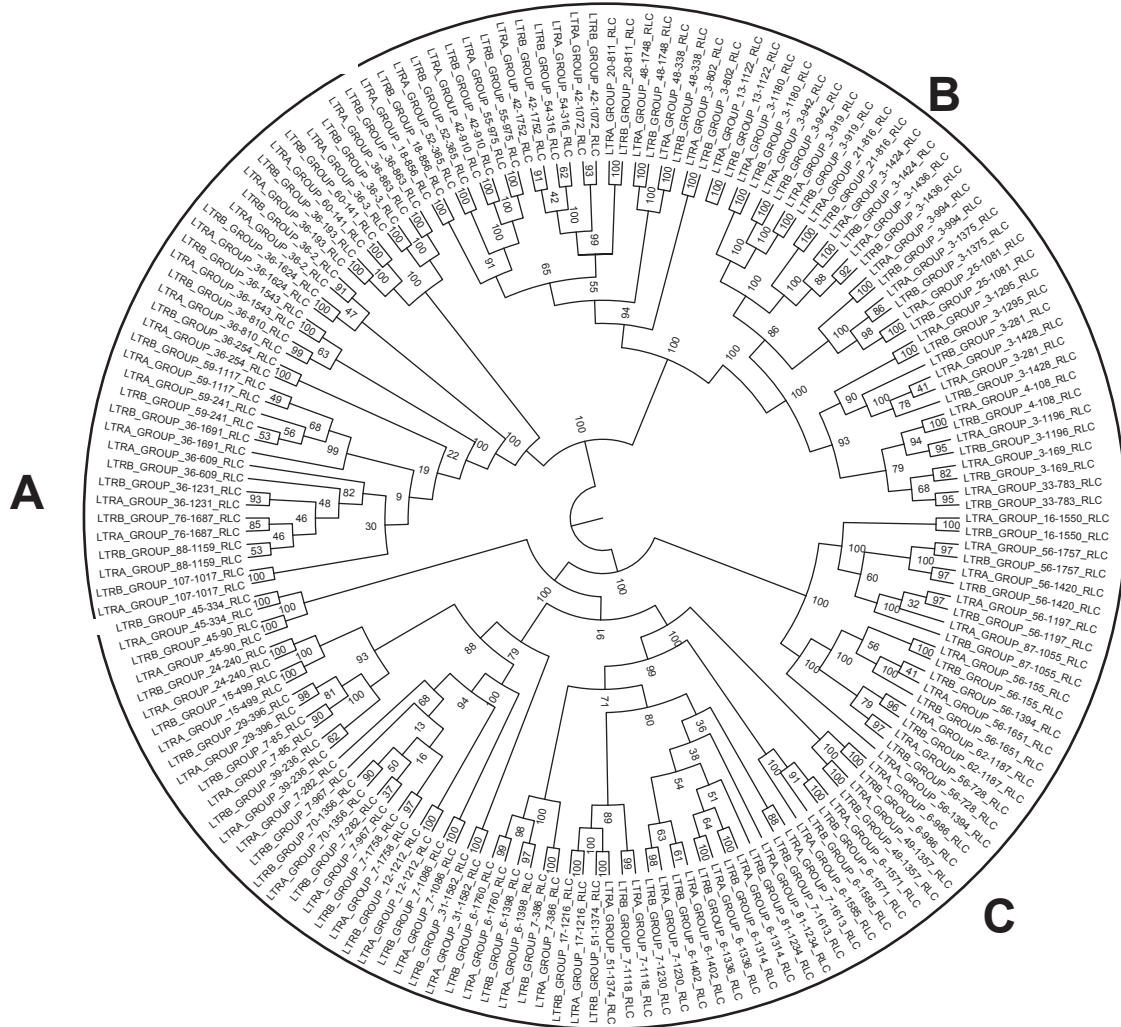 A
B
C
LTRA_GROUP_20-811_RLC
LTRB_GROUP_20-811_RLC
LTRA_GROUP_48-1748_RLC
LTRB_GROUP_48-1748_RLC
LTRA_GROUP_48-338_RLC
LTRB_GROUP_48-338_RLC
LTRA_GROUP_3-802_RLC
LTRB_GROUP_3-802_RLC
LTRA_GROUP_13-1122_RLC
LTRB_GROUP_13-1122_RLC
LTRB_GROUP_3-1180_RLC
LTRA_GROUP_3-1180_RLC
LTRB_GROUP_3-942_RLC
LTRA_GROUP_3-942_RLC
LTRB_GROUP_3-919_RLC
LTRA_GROUP_3-919_RLC
LTRB_GROUP_21-816_RLC
LTRA_GROUP_21-816_RLC
LTRB_GROUP_3-1424_RLC
LTRA_GROUP_3-1424_RLC
LTRB_GROUP_3-1436_RLC
LTRA_GROUP_3-1436_RLC
LTRB_GROUP_3-994_RLC
LTRA_GROUP_3-994_RLC
LTRB_GROUP_3-1375_RLC
LTRA_GROUP_3-1375_RLC
LTRB_GROUP_25-1081_RLC
LTRA_GROUP_25-1081_RLC
LTRB_GROUP_3-1295_RLC
LTRA_GROUP_3-1295_RLC
LTRB_GROUP_3-281_RLC
LTRA_GROUP_3-1428_RLC
LTRA_GROUP_3-281_RLC
LTRB_GROUP_3-1428_RLC
LTRA_GROUP_4-108_RLC
LTRB_GROUP_4-108_RLC
LTRA_GROUP_3-1196_RLC
LTRB_GROUP_3-1196_RLC
LTRA_GROUP_3-169_RLC
LTRB_GROUP_3-169_RLC
LTRA_GROUP_33-783_RLC
LTRB_GROUP_33-783_RLC
LTRA_GROUP_16-1550_RLC
LTRB_GROUP_16-1550_RLC
LTRA_GROUP_56-1757_RLC
LTRB_GROUP_56-1757_RLC
LTRA_GROUP_56-1420_RLC
LTRB_GROUP_56-1420_RLC
LTRA_GROUP_56-1197_RLC
LTRB_GROUP_56-1197_RLC
LTRA_GROUP_87-1055_RLC
LTRB_GROUP_87-1055_RLC
LTRA_GROUP_56-155_RLC
LTRB_GROUP_56-155_RLC
LTRA_GROUP_56-1394_RLC
LTRB_GROUP_56-1651_RLC
LTRA_GROUP_56-1651_RLC
LTRA_GROUP_62-1187_RLC
LTRB_GROUP_62-1187_RLC
LTRB_GROUP_56-728_RLC
LTRA_GROUP_56-728_RLC
LTRB_GROUP_56-1394_RLC
LTRA_GROUP_6-986_RLC
LTRB_GROUP_6-986_RLC
LTRA_GROUP_49-1357_RLC
LTRB_GROUP_49-1357_RLC
LTRA_GROUP_6-1571_RLC
LTRB_GROUP_6-1571_RLC
LTRA_GROUP_6-1585_RLC
LTRB_GROUP_6-1585_RLC
LTRA_GROUP_7-1613_RLC
LTRB_GROUP_7-1613_RLC
LTRA_GROUP_81-1234_RLC
LTRB_GROUP_81-1234_RLC
LTRA_GROUP_6-1314_RLC
LTRB_GROUP_6-1314_RLC
LTRA_GROUP_6-1336_RLC
LTRB_GROUP_6-1336_RLC
LTRA_GROUP_6-1402_RLC
LTRB_GROUP_6-1402_RLC
LTRA_GROUP_7-1230_RLC
LTRB_GROUP_7-1230_RLC
LTRA_GROUP_7-1118_RLC
LTRB_GROUP_7-1118_RLC
LTRA_GROUP_51-1374_RLC
LTRB_GROUP_51-1374_RLC
LTRA_GROUP_17-1216_RLC
LTRB_GROUP_17-1216_RLC
LTRA_GROUP_7-386_RLC
LTRB_GROUP_7-386_RLC
LTRA_GROUP_6-1398_RLC
LTRB_GROUP_6-1398_RLC
LTRA_GROUP_6-1760_RLC
LTRB_GROUP_6-1760_RLC
LTRA_GROUP_31-1582_RLC
LTRB_GROUP_31-1582_RLC
LTRA_GROUP_7-1086_RLC
LTRB_GROUP_7-1086_RLC
LTRA_GROUP_12-1212_RLC
LTRB_GROUP_12-1212_RLC
LTRA_GROUP_7-1758_RLC
LTRB_GROUP_7-1758_RLC
LTRA_GROUP_7-967_RLC
LTRB_GROUP_7-282_RLC
LTRA_GROUP_70-1356_RLC
LTRB_GROUP_70-1356_RLC
LTRB_GROUP_7-967_RLC
LTRA_GROUP_7-282_RLC
LTRA_GROUP_39-236_RLC
LTRB_GROUP_39-236_RLC
LTRA_GROUP_7-85_RLC
LTRB_GROUP_7-85_RLC
LTRA_GROUP_29-396_RLC
LTRB_GROUP_29-396_RLC
LTRA_GROUP_15-499_RLC
LTRB_GROUP_15-499_RLC
LTRA_GROUP_24-240_RLC
LTRB_GROUP_24-240_RLC
LTRA_GROUP_45-90_RLC
LTRB_GROUP_45-90_RLC
LTRA_GROUP_45-334_RLC
LTRB_GROUP_45-334_RLC
LTRA_GROUP_107-1017_RLC
LTRB_GROUP_107-1017_RLC
LTRA_GROUP_88-1159_RLC
LTRB_GROUP_88-1159_RLC
LTRA_GROUP_76-1687_RLC
LTRB_GROUP_76-1687_RLC
LTRA_GROUP_36-1231_RLC
LTRB_GROUP_36-1231_RLC
LTRB_GROUP_36-609_RLC
LTRA_GROUP_36-609_RLC
LTRA_GROUP_36-1691_RLC
LTRB_GROUP_36-1691_RLC
LTRA_GROUP_59-241_RLC
LTRB_GROUP_59-241_RLC
LTRA_GROUP_59-1117_RLC
LTRB_GROUP_59-1117_RLC
LTRA_GROUP_36-254_RLC
LTRB_GROUP_36-254_RLC
LTRA_GROUP_36-810_RLC
LTRB_GROUP_36-810_RLC
LTRA_GROUP_36-1543_RLC
LTRB_GROUP_36-1543_RLC
LTRA_GROUP_36-1624_RLC
LTRB_GROUP_36-1624_RLC
LTRA_GROUP_36-2_RLC
LTRB_GROUP_36-2_RLC
LTRA_GROUP_36-193_RLC
LTRB_GROUP_36-193_RLC
LTRA_GROUP_60-141_RLC
LTRB_GROUP_60-141_RLC
LTRA_GROUP_36-3_RLC
LTRB_GROUP_36-3_RLC
LTRA_GROUP_36-863_RLC
LTRB_GROUP_36-863_RLC
LTRA_GROUP_18-856_RLC
LTRB_GROUP_18-856_RLC
LTRA_GROUP_52-365_RLC
LTRB_GROUP_52-365_RLC
LTRA_GROUP_42-910_RLC
LTRB_GROUP_42-910_RLC
LTRA_GROUP_55-975_RLC
LTRB_GROUP_55-975_RLC
LTRA_GROUP_42-1752_RLC
LTRB_GROUP_42-1752_RLC
LTRB_GROUP_54-316_RLC
LTRA_GROUP_54-316_RLC
LTRA_GROUP_42-1072_RLC
LTRB_GROUP_42-1072_RLC